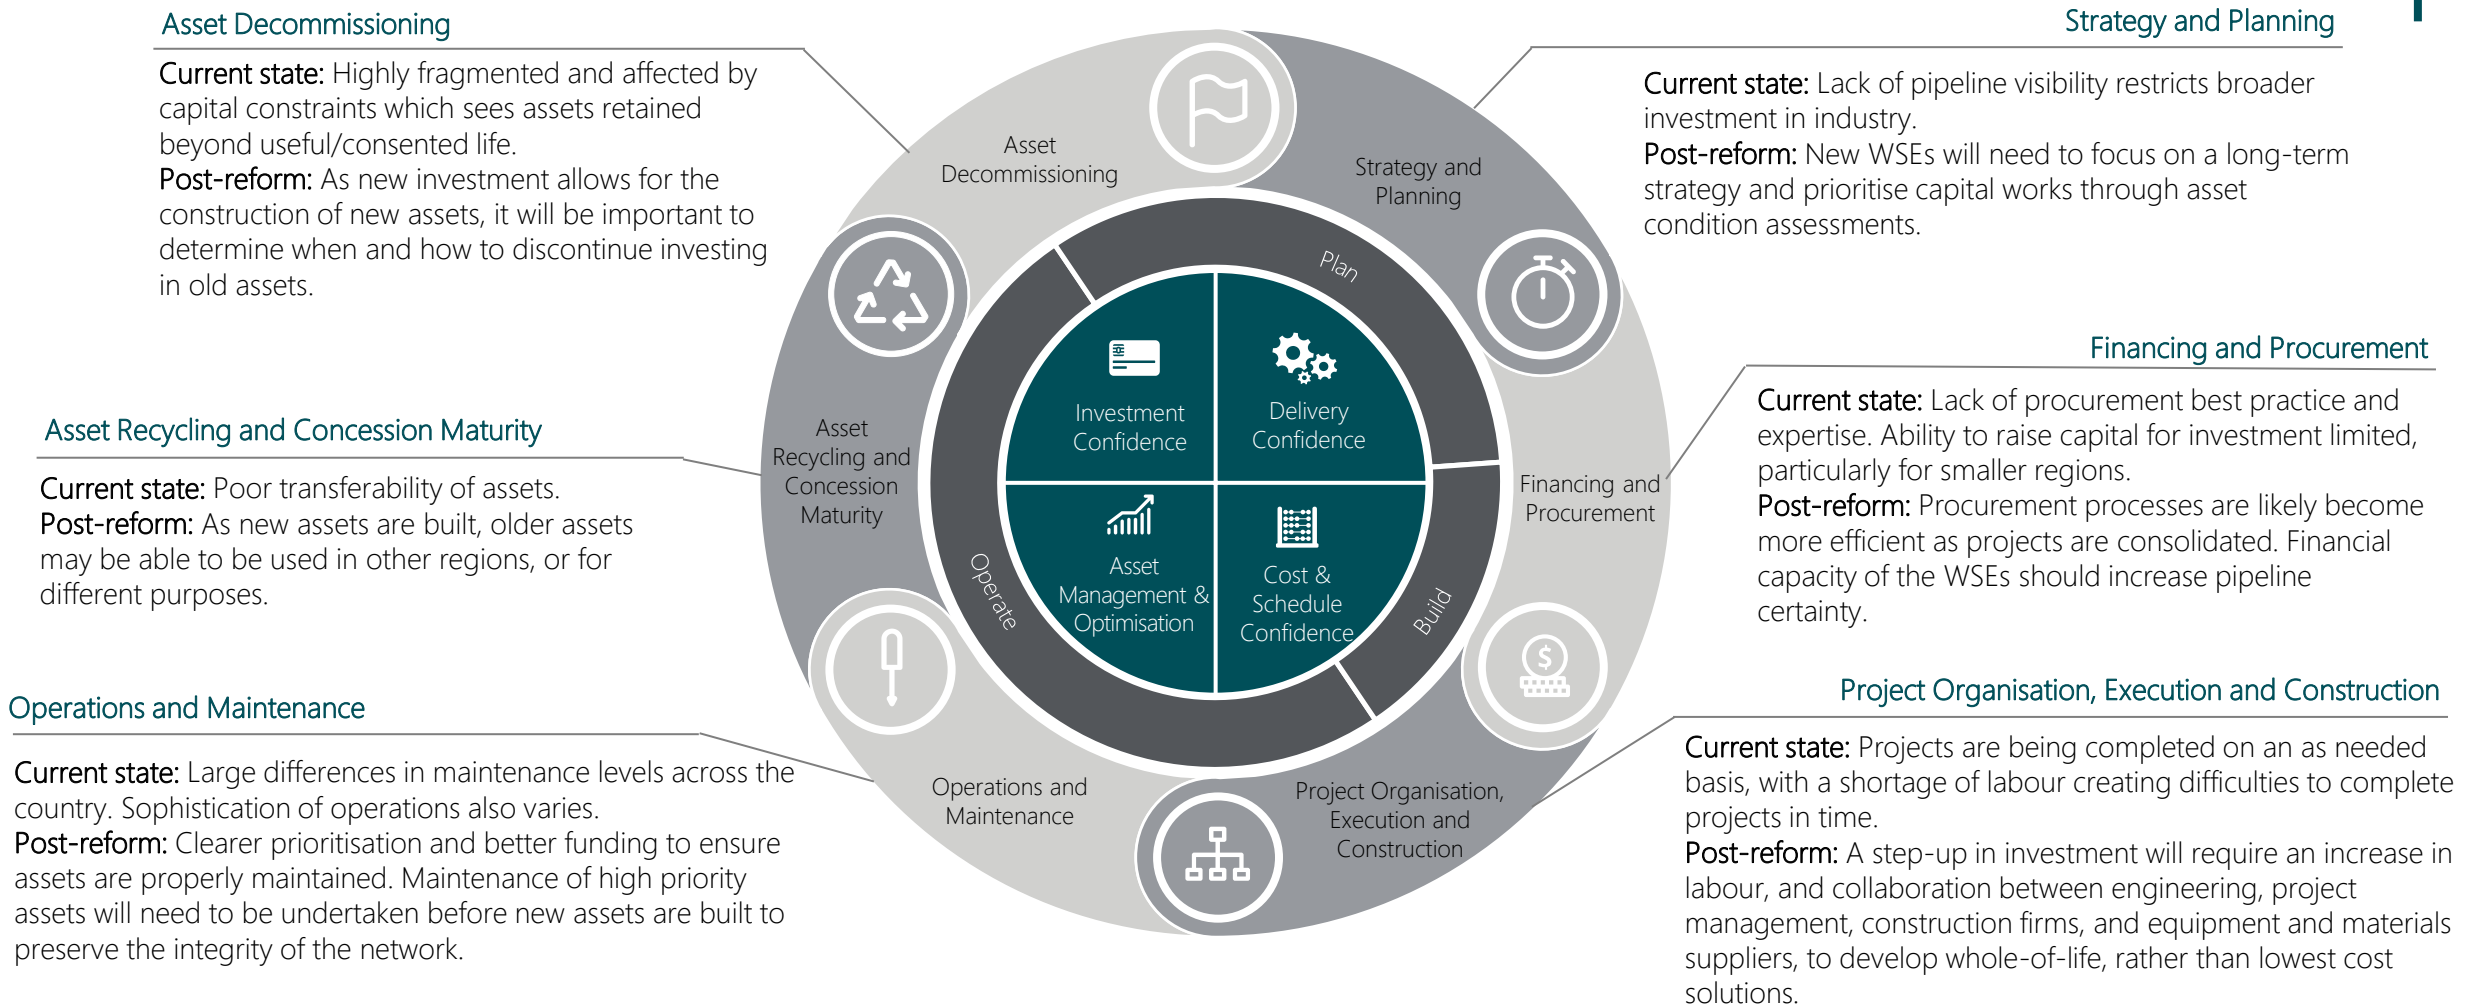 Asset Decommissioning
Current state: Highly fragmented and affected by
capital constraints which sees assets retained
beyond useful/consented life.
Post-reform: As new investment allows for the
construction of new assets, it will be important to
determine when and how to discontinue investing
in old assets.
Asset Recycling and Concession Maturity
Current state: Poor transferability of assets.
Post-reform: As new assets are built, older assets
may be able to be used in other regions, or for
different purposes.
Operations and Maintenance
Current state: Large differences in maintenance levels across the
country. Sophistication of operations also varies.
Post-reform: Clearer prioritisation and better funding to ensure
assets are properly maintained. Maintenance of high priority
assets will need to be undertaken before new assets are built to
preserve the integrity of the network.
Asset
Decommissioning
Strategy and
Planning
Asset
Recycling and
Concession
Maturity
Financing and
Procurement
Operations and
Maintenance
Project Organisation,
Execution and
Construction
Plan
Build
Operate
Investment
Confidence
Delivery
Confidence
Asset
Management &
Optimisation
Cost &
Schedule
Confidence
$
Strategy and Planning
Current state: Lack of pipeline visibility restricts broader
investment in industry.
Post-reform: New WSEs will need to focus on a long-term
strategy and prioritise capital works through asset
condition assessments.
Financing and Procurement
Current state: Lack of procurement best practice and
expertise. Ability to raise capital for investment limited,
particularly for smaller regions.
Post-reform: Procurement processes are likely become
more efficient as projects are consolidated. Financial
capacity of the WSEs should increase pipeline
certainty.
Project Organisation, Execution and Construction
Current state: Projects are being completed on an as needed
basis, with a shortage of labour creating difficulties to complete
projects in time.
Post-reform: A step-up in investment will require an increase in
labour, and collaboration between engineering, project
management, construction firms, and equipment and materials
suppliers, to develop whole-of-life, rather than lowest cost
solutions.